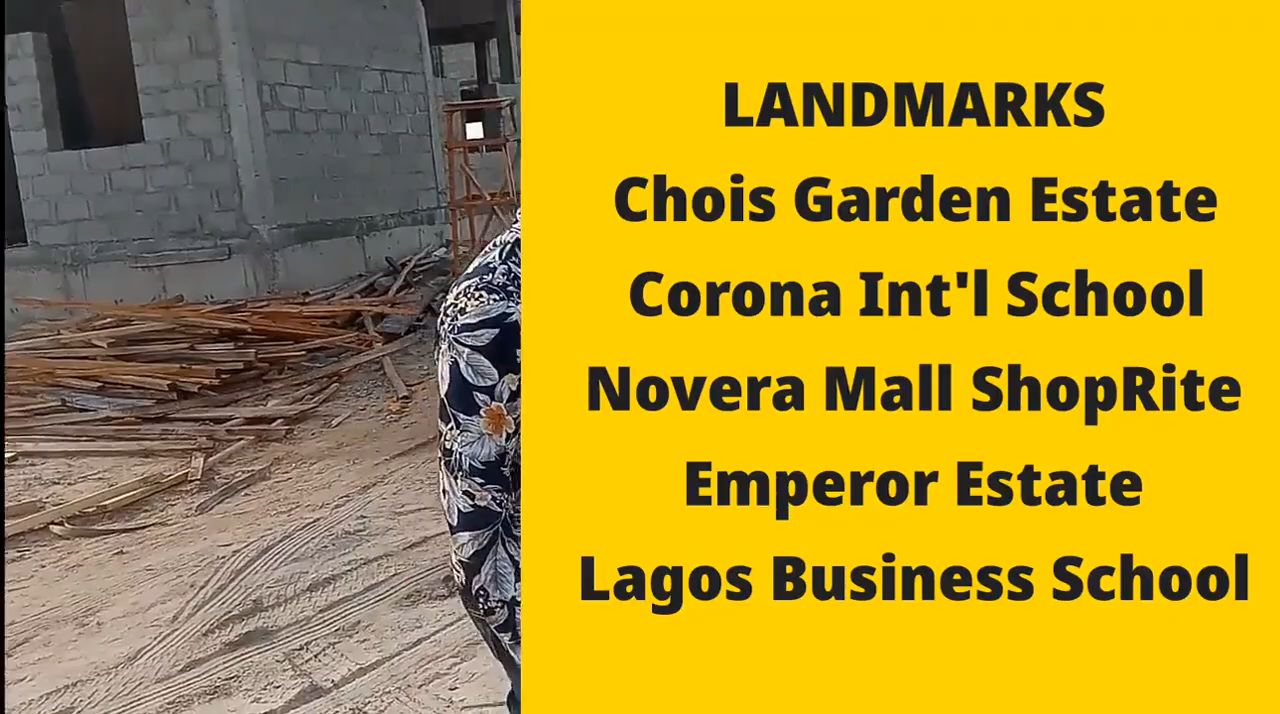 LANDMARKS
Chois Garden Estate
Corona Int'l School
Novera Mall ShopRite
Emperor Estate
Lagos Business School